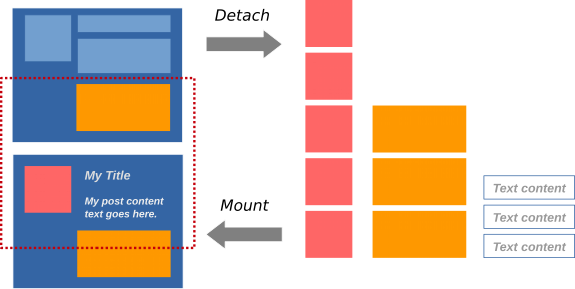 Detach
My Title
My post content
text goes here.
Mount
Text content
Text content
Text content